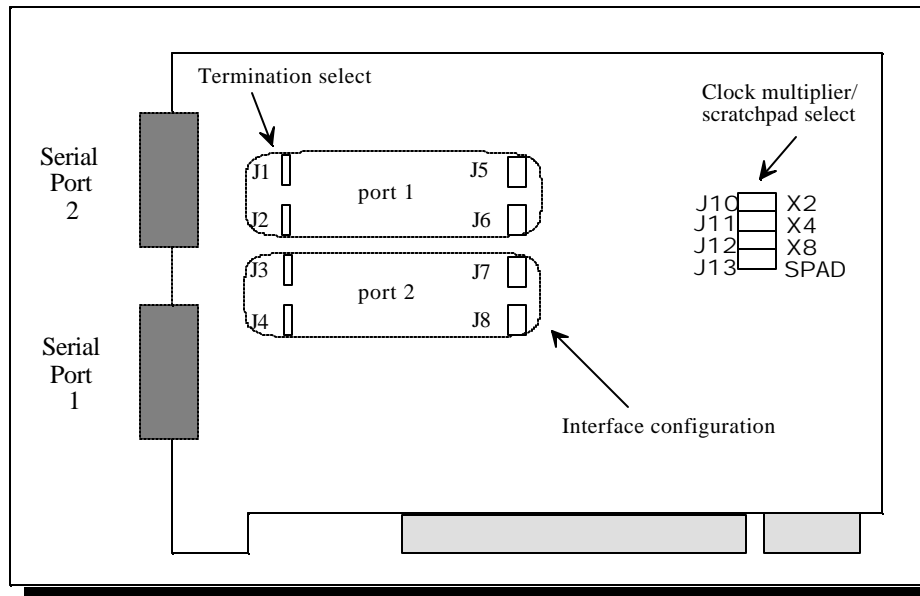 Termination select
Clock multiplier/
scratchpad select
Serial
Port
2
J1
J5
port 1
J2
J6
J10 X2
J11 X4
J12 X8
J13 SPAD
J3
J7
port 2
J4
J8
Serial
Port
1
Interface configuration